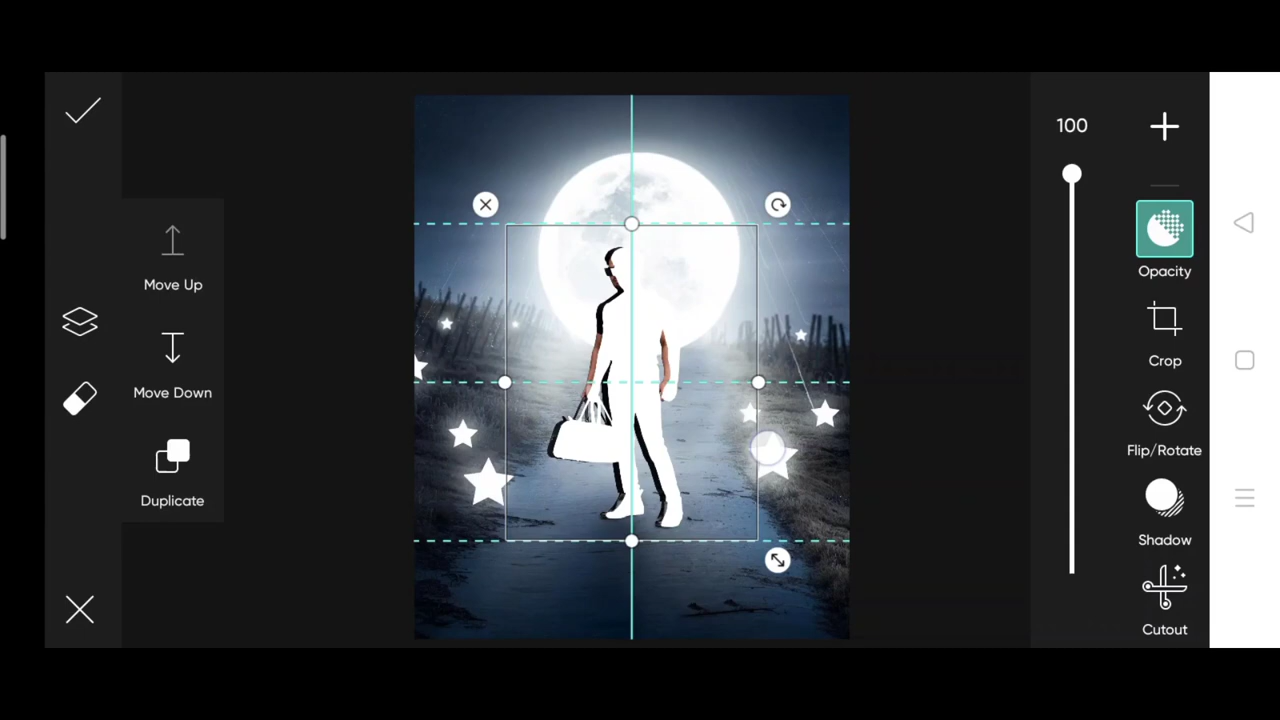 Move Up
Move Down
Duplicate
100
Opacity
Crop
Flip/Rotate
Shadow
Cutout